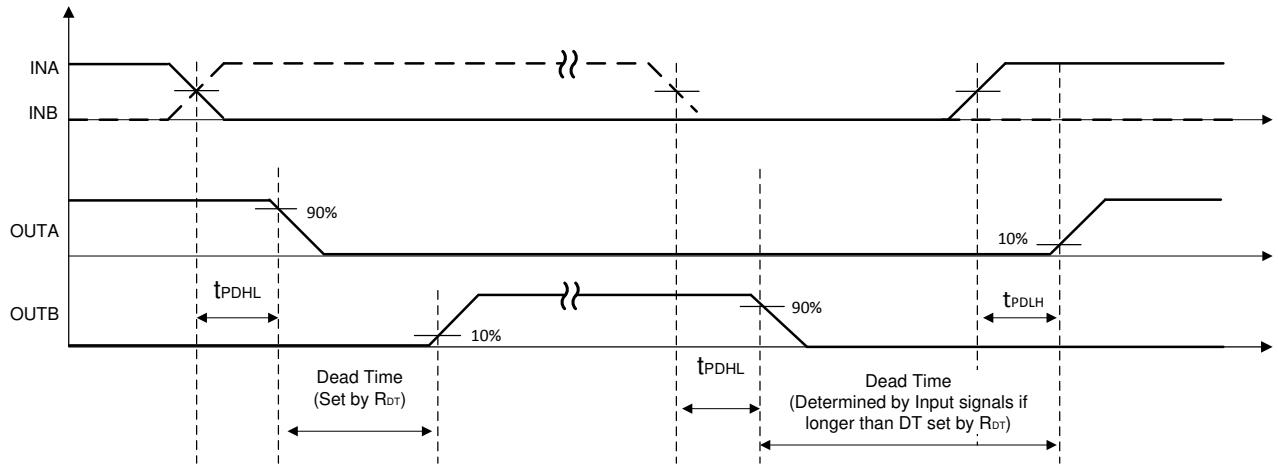 INA
INB
OUTA
90%
10%
tPDHL
tPDLH
OUTB
10%
90%
tPDHL
Dead Time
(Set by RDT)
Dead Time
(Determined by Input signals if
longer than DT set by RDT)